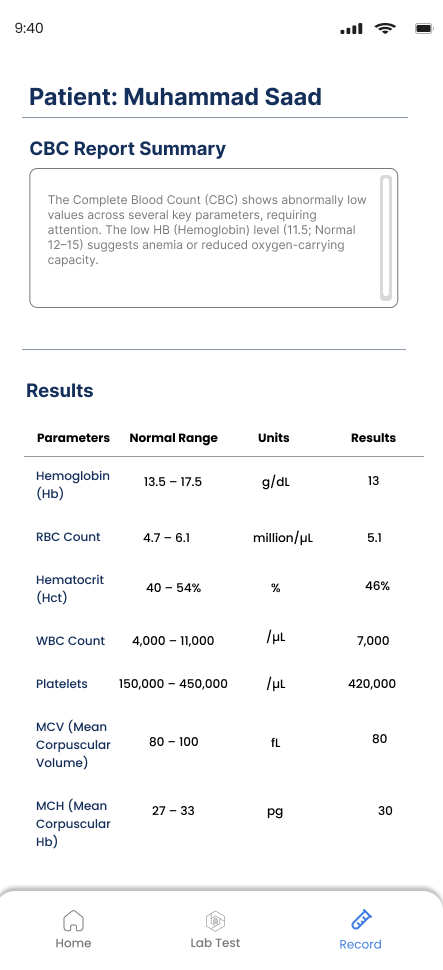 9:40
Patient: Muhammad Saad
CBC Report Summary
The Complete Blood Count (CBC) shows abnormally low
values across several key parameters, requiring
attention. The low HB (Hemoglobin) level (11.5; Normal
12–15) suggests anemia or reduced oxygen-carrying
capacity.
Results
Parameters Normal Range Units Results
Hemoglobin
(Hb) 13.5 – 17.5 g/dL 13
RBC Count 4.7 – 6.1 million/µL 5.1
Hematocrit
(Hct) 40 – 54% % 46%
WBC Count 4,000 – 11,000 /µL 7,000
Platelets 150,000 – 450,000 /µL 420,000
MCV (Mean
Corpuscular 80 – 100 fL 80
Volume)
MCH (Mean 27 – 33 pg 30
Corpuscular
Hb)
Home Lab Test Record